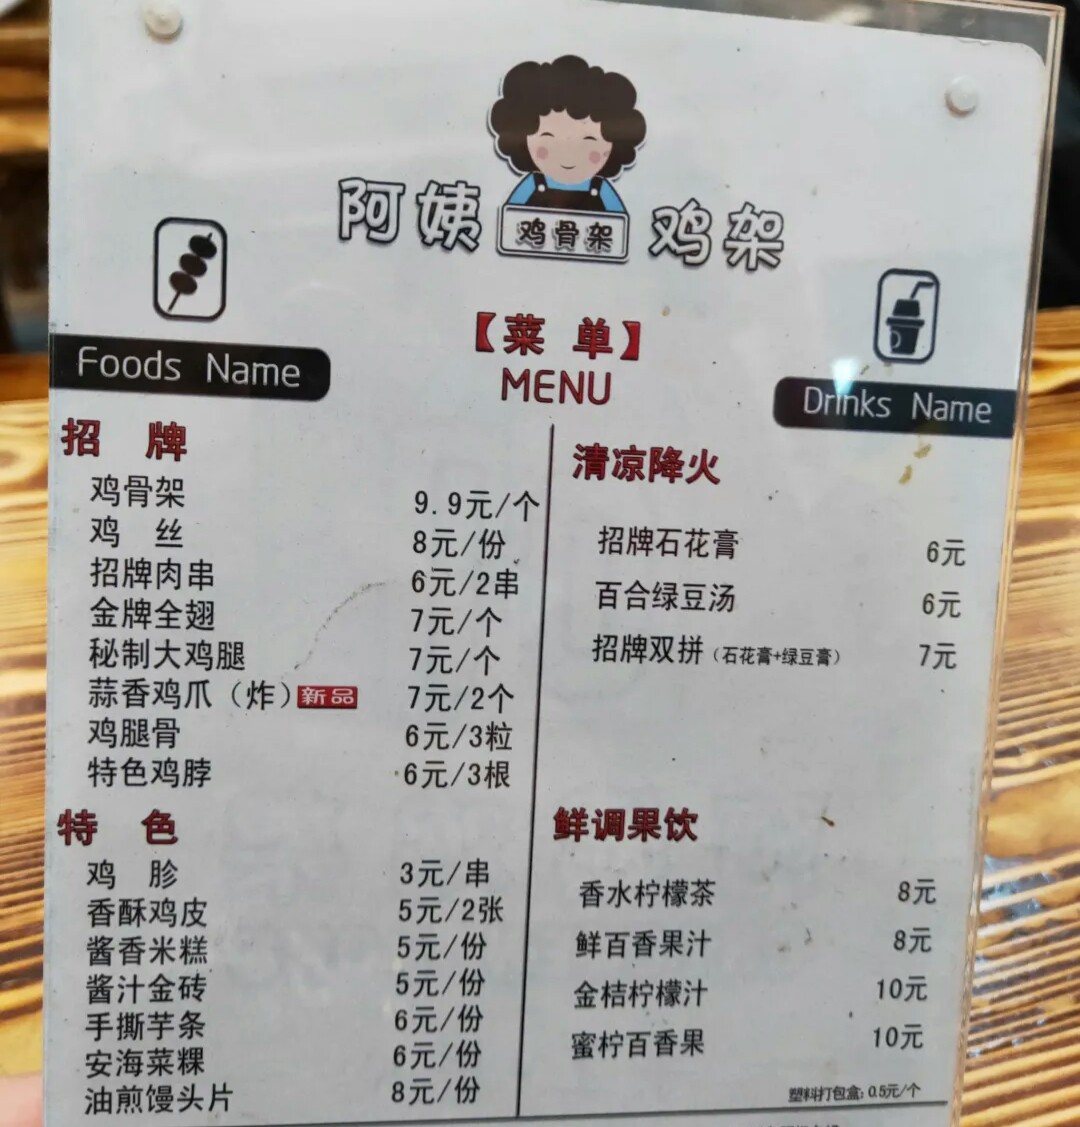 阿姨 鸡骨架 鸡架
【菜 单】
MENU
Foods Name
招 牌
鸡骨架 9.9元/个
鸡 丝 8元/份
招牌肉串 6元/2串
金牌全翅 7元/个
秘制大鸡腿 7元/个
蒜香鸡爪（炸）新品 7元/2个
鸡腿骨 6元/3粒
特色鸡脖 6元/3根
特 色
鸡 胗 3元/串
香酥鸡皮 5元/2张
酱香米糕 5元/份
酱汁金砖 5元/份
手撕芋条 6元/份
安海菜粿 6元/份
油煎馒头片 8元/份
Drinks Name
清凉降火
招牌石花膏 6元
百合绿豆汤 6元
招牌双拼（石花膏+绿豆膏） 7元
鲜调果饮
香水柠檬茶 8元
鲜百香果汁 8元
金桔柠檬汁 10元
蜜柠百香果 10元
塑料打包盒：0.5元/个